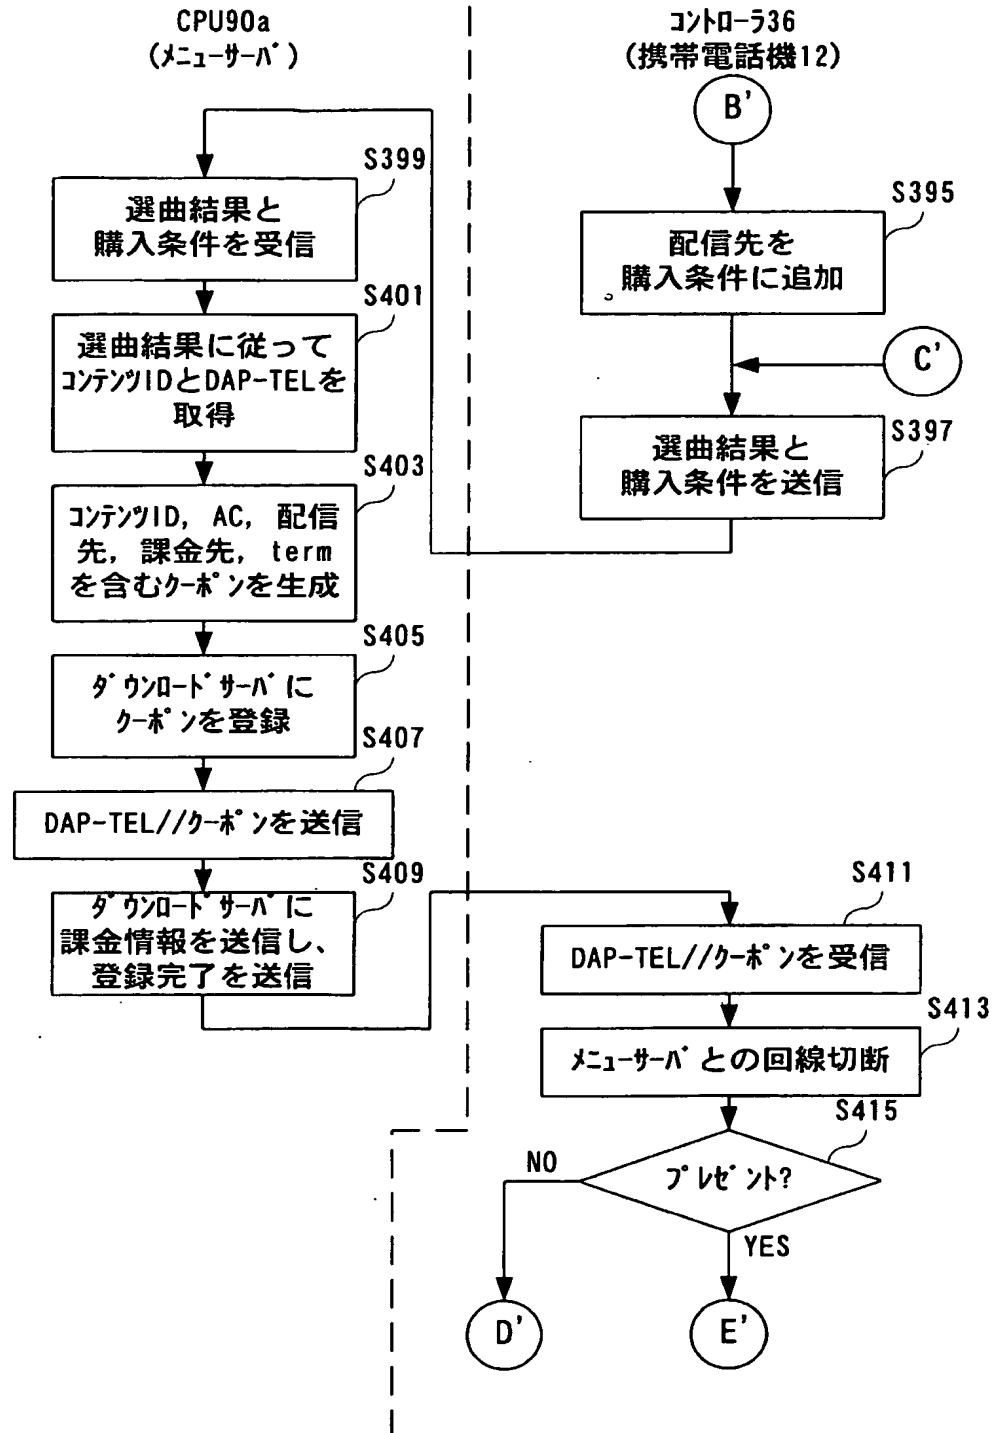 CPU90a
(ﾒﾆｭｰｻｰﾊﾞ)
ｺﾝﾄﾛｰﾗ36
(携帯電話機12)
B'
S399
選曲結果と
購入条件を受信
S395
配信先を
購入条件に追加
S401
選曲結果に従って
ｺﾝﾃﾝﾂIDとDAP-TELを
取得
C'
S397
選曲結果と
購入条件を送信
S403
ｺﾝﾃﾝﾂID, AC, 配信
先, 課金先, term
を含むｸｰﾎﾟﾝを生成
S405
ﾀﾞｳﾝﾛｰﾄﾞｻｰﾊﾞに
ｸｰﾎﾟﾝを登録
S407
DAP-TEL//ｸｰﾎﾟﾝを送信
S409
ﾀﾞｳﾝﾛｰﾄﾞｻｰﾊﾞに
課金情報を送信し、
登録完了を送信
S411
DAP-TEL//ｸｰﾎﾟﾝを受信
S413
ﾒﾆｭｰｻｰﾊﾞとの回線切断
S415
ﾌﾟﾚｾﾞﾝﾄ?
NO
YES
D'
E'